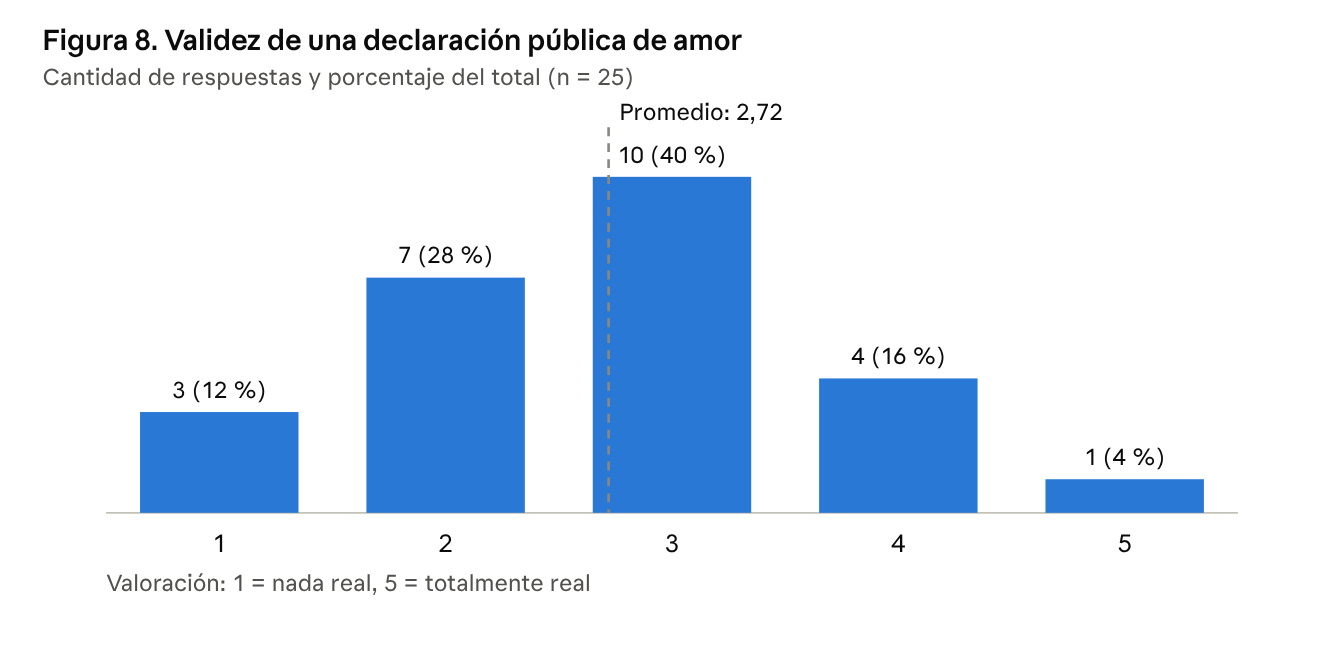 Figura 8. Validez de una declaración pública de amor
Cantidad de respuestas y porcentaje del total (n = 25)
Promedio: 2,72
10 (40 %)
7 (28 %)
4 (16 %)
3 (12 %)
1 (4 %)
1
2
3
4
5
Valoración: 1 = nada real, 5 = totalmente real